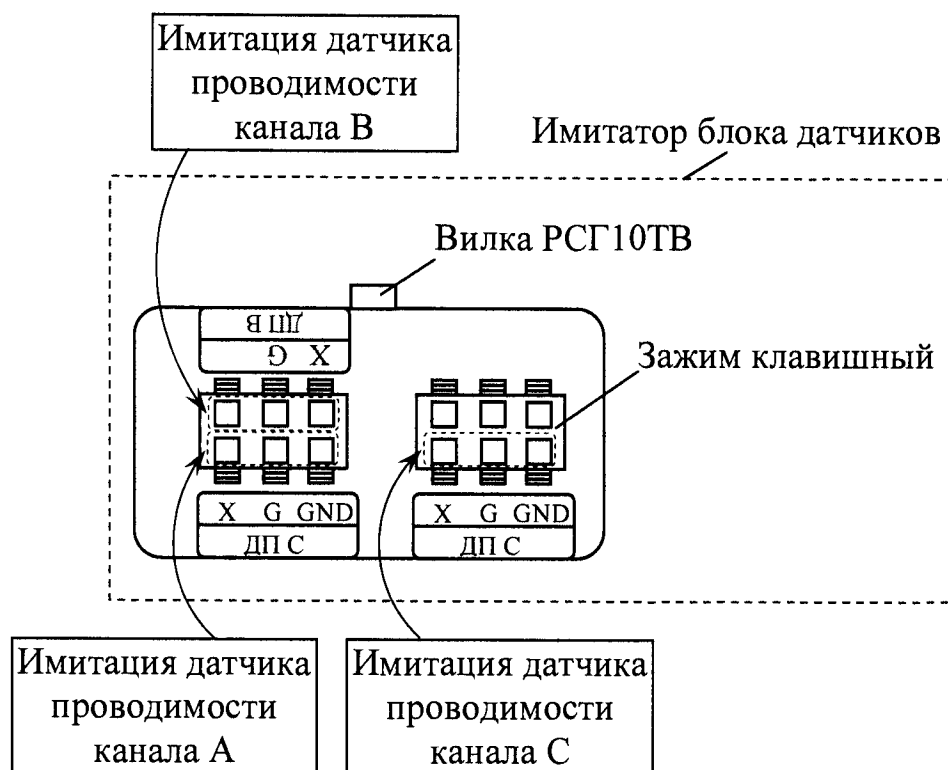 Имитация датчика
проводимости
канала В
Имитатор блока датчиков
Вилка РСГ10ТВ
ДП В
X G
Зажим клавишный
X G GND
ДП С
X G GND
ДП С
Имитация датчика
проводимости
канала А
Имитация датчика
проводимости
канала С